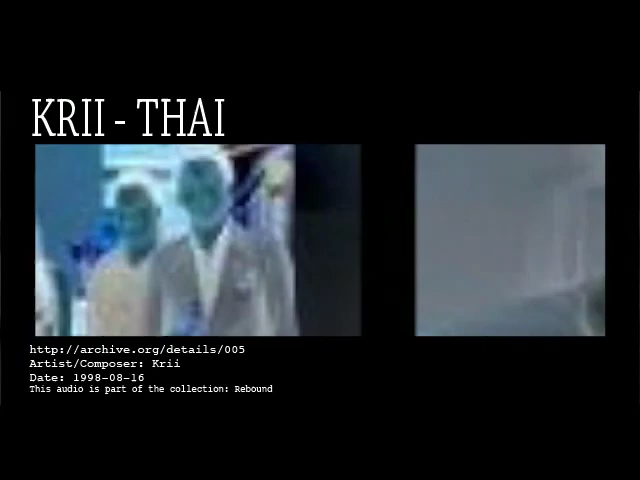 KRII - THAI
http://archive.org/details/005
Artist/Composer: Krii
Date: 1998-08-16
This audio is part of the collection: Rebound